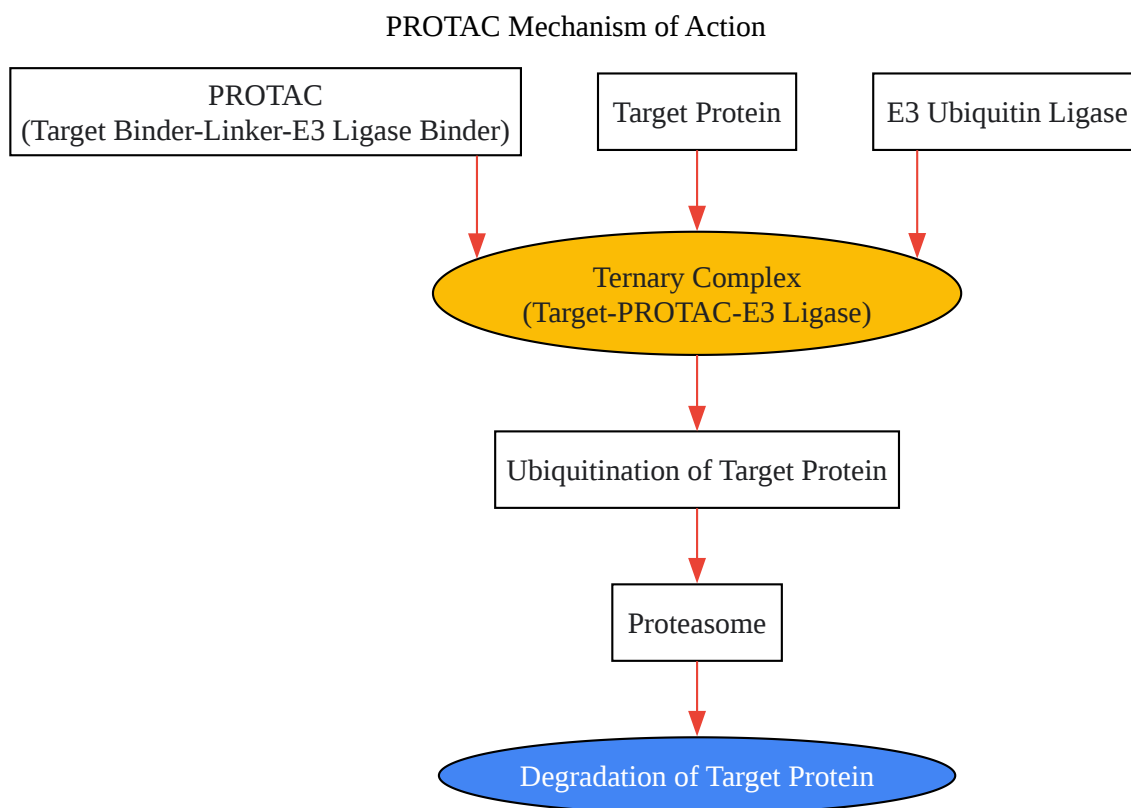 PROTAC Mechanism of Action
PROTAC
(Target Binder-Linker-E3 Ligase Binder)
Target Protein
E3 Ubiquitin Ligase
Ternary Complex
(Target-PROTAC-E3 Ligase)
Ubiquitination of Target Protein
Proteasome
Degradation of Target Protein